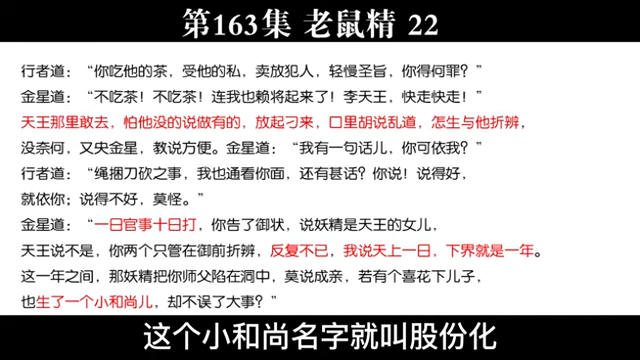 第163集 老鼠精 22
行者道：“你吃他的茶，受他的私，卖放犯人，轻慢圣旨，你得何罪？”
金星道：“不吃茶！不吃茶！连我也赖将起来了！李天王，快走快走！”
天王那里敢去，怕他没的说做有的，放起刁来，口里胡说乱道，怎生与他折辨，
没奈何，又央金星，教说方便。金星道：“我有一句话儿，你可依我？”
行者道：“绳捆刀砍之事，我也通看你面，还有甚话？你说！说得好，
就依你；说得不好，莫怪。”
金星道：“一日官事十日打，你告了御状，说妖精是天王的女儿，
天王说不是，你两个只管在御前折辨，反复不已，我说天上一日，下界就是一年。
这一年之间，那妖精把你师父陷在洞中，莫说成亲，若有个喜花下儿子，
也生了一个小和尚儿，却不误了大事？”
这个小和尚名字就叫股份化